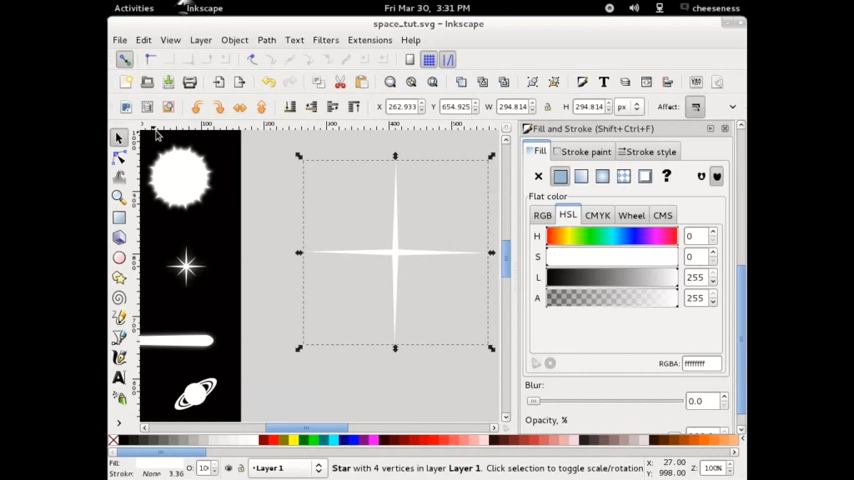 Activities Inkscape Fri Mar 30, 3:31 PM cheeseness
space_tut.svg - Inkscape
File Edit View Layer Object Path Text Filters Extensions Help
X 262.933 Y 654.925 W 294.814 H 294.814 px Affect:
Fill and Stroke (Shift+Ctrl+F)
Fill Stroke paint Stroke style
Flat color
RGB HSL CMYK Wheel CMS
H 0
S 0
L 255
A 255
RGBA: ffffffff
Blur:
0.0
Opacity, %
Fill:
Stroke: None 3.36 O: 10 Layer 1 Star with 4 vertices in layer Layer 1. Click selection to toggle scale/rotation X: 27.00 Y: 998.00 Z: 100%